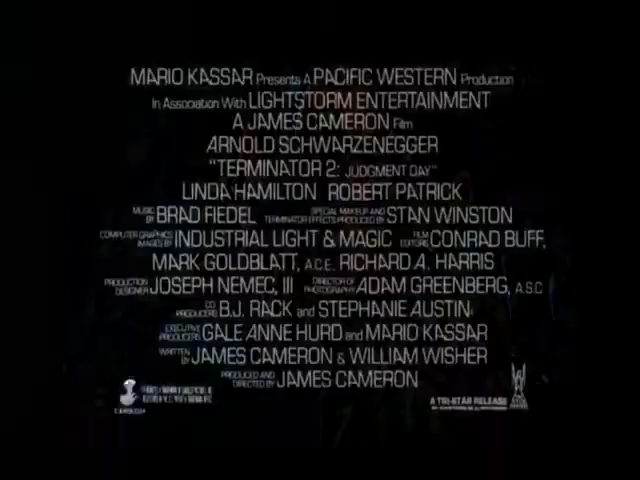 MARIO KASSAR Presents A PACIFIC WESTERN Production
In Association With LIGHTSTORM ENTERTAINMENT
A JAMES CAMERON Film
ARNOLD SCHWARZENEGGER
"TERMINATOR 2: JUDGMENT DAY"
LINDA HAMILTON ROBERT PATRICK
MUSIC BY BRAD FIEDEL SPECIAL MAKEUP AND TERMINATOR EFFECTS PRODUCED BY STAN WINSTON
COMPUTER GRAPHICS IMAGES BY INDUSTRIAL LIGHT & MAGIC FILM EDITORS CONRAD BUFF,
MARK GOLDBLATT, A.C.E. RICHARD A. HARRIS
PRODUCTION DESIGNER JOSEPH NEMEC, III DIRECTOR OF PHOTOGRAPHY ADAM GREENBERG, A.S.C
CO PRODUCERS B.J. RACK and STEPHANIE AUSTIN
EXECUTIVE PRODUCERS GALE ANNE HURD and MARIO KASSAR
WRITTEN BY JAMES CAMERON & WILLIAM WISHER
PRODUCED AND DIRECTED BY JAMES CAMERON
CAROLCO
A TRI-STAR RELEASE